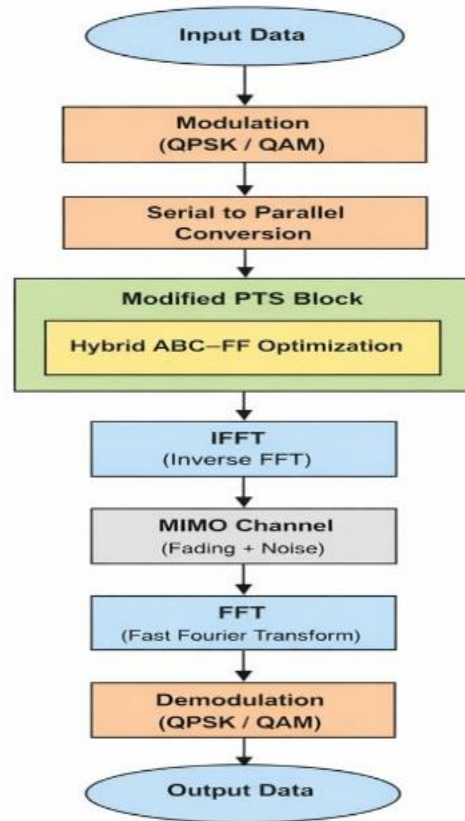 Input Data
Modulation
(QPSK / QAM)
Serial to Parallel
Conversion
Modified PTS Block
Hybrid ABC–FF Optimization
IFFT
(Inverse FFT)
MIMO Channel
(Fading + Noise)
FFT
(Fast Fourier Transform)
Demodulation
(QPSK / QAM)
Output Data